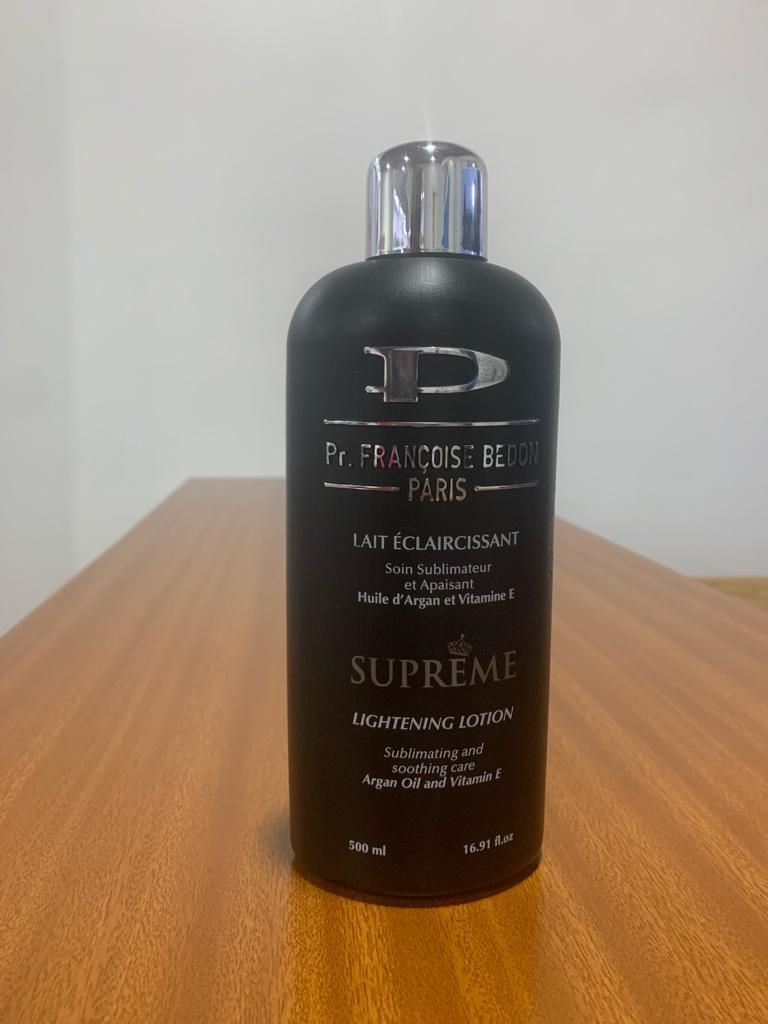 P
Pr. FRANÇOISE BEDON
PARIS
LAIT ÉCLAIRCISSANT
Soin Sublimateur
et Apaisant
Huile d'Argan et Vitamine E
SUPRÊME
LIGHTENING LOTION
Sublimating and
soothing care
Argan Oil and Vitamin E
500 ml 16.91 fl.oz